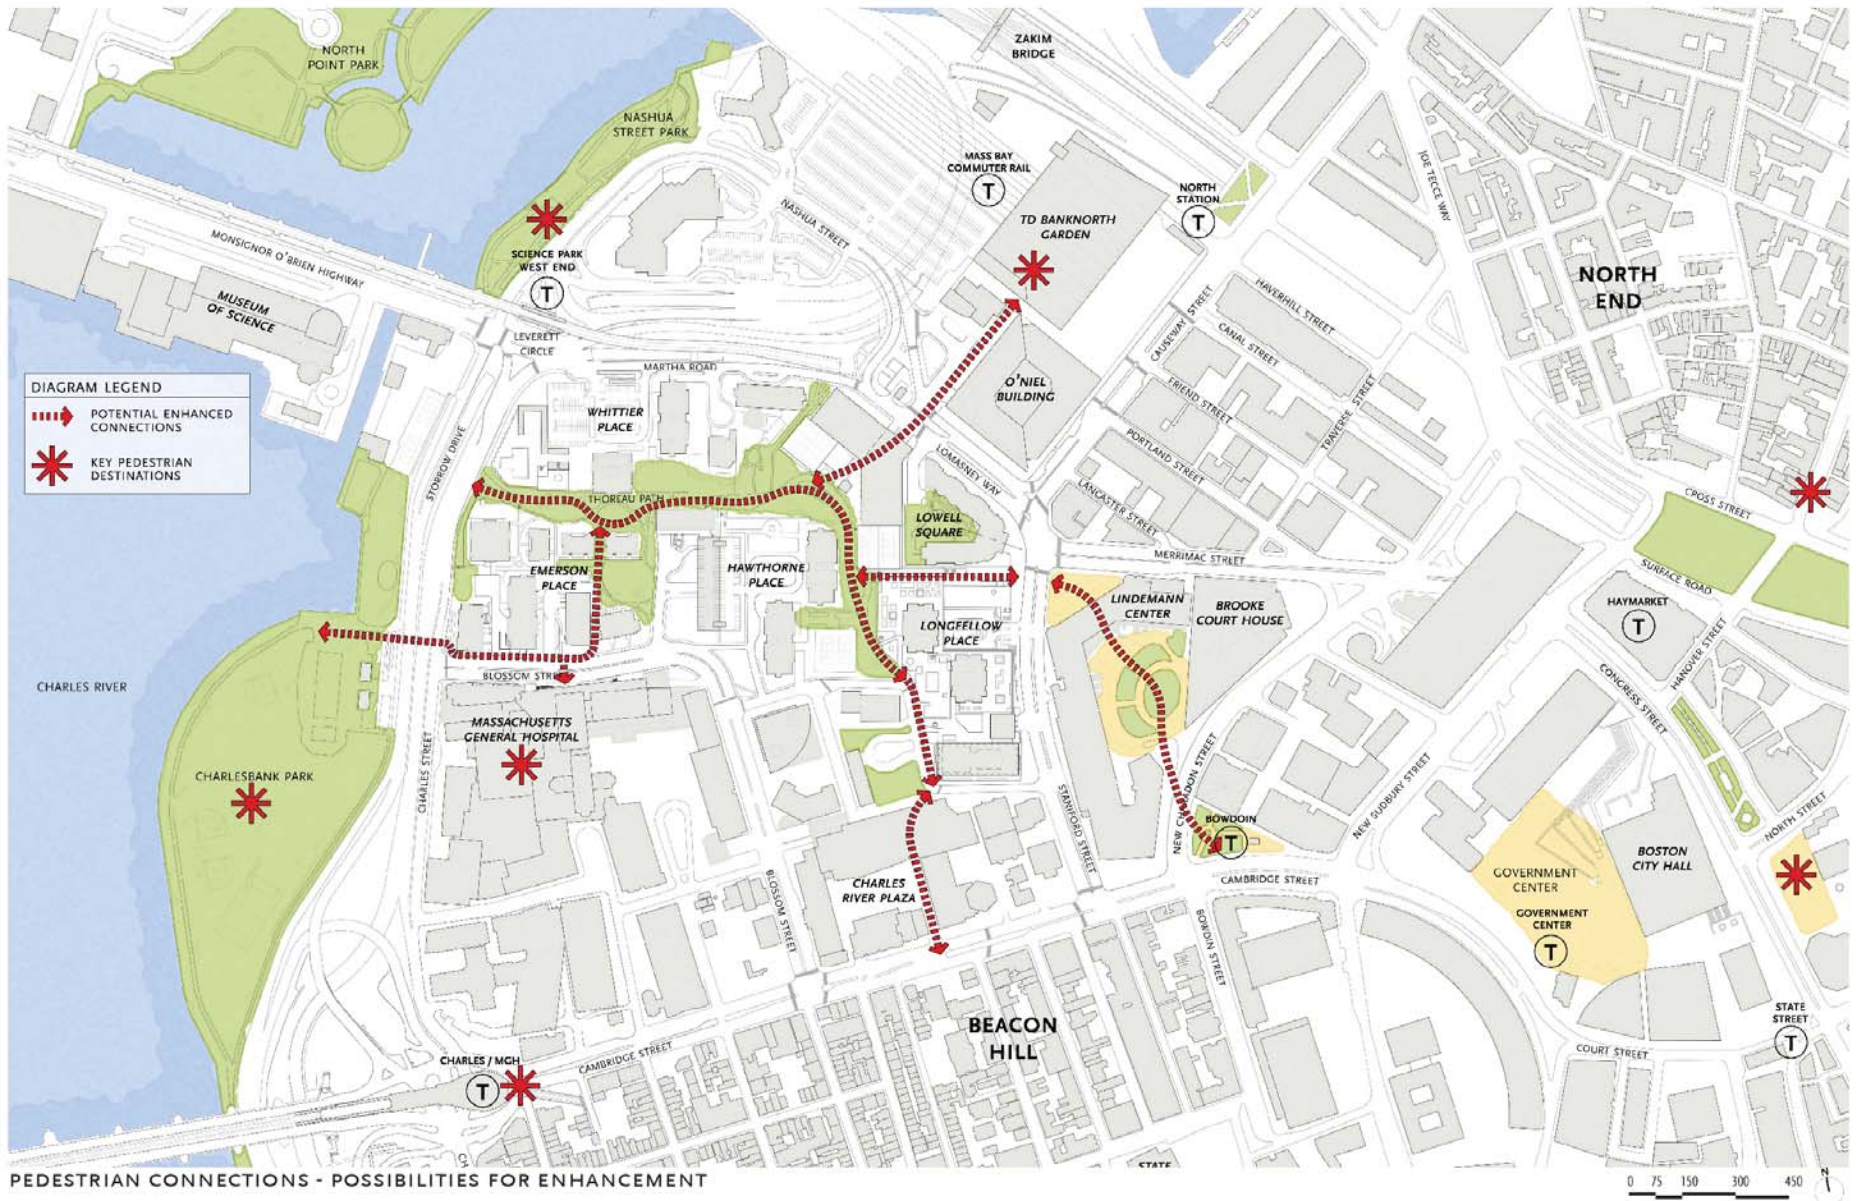 NORTH
POINT PARK
ZAKIM
BRIDGE
NASHUA
STREET PARK
MASS BAY
COMMUTER RAIL
T
NORTH
STATION
T
JOE TECCE WAY
NASHUA STREET
TD BANKNORTH
GARDEN
MONSIGNOR O'BRIEN HIGHWAY
SCIENCE PARK
WEST END
T
MUSEUM
OF SCIENCE
NORTH
END
HAVERHILL STREET
CAUSEWAY STREET
CANAL STREET
LEVERETT
CIRCLE
MARTHA ROAD
O'NIEL
BUILDING
FRIEND STREET
TRAVERSE STREET
DIAGRAM LEGEND
POTENTIAL ENHANCED
CONNECTIONS
KEY PEDESTRIAN
DESTINATIONS
WHITTIER
PLACE
STORROW DRIVE
PORTLAND STREET
LOMASNEY WAY
LANCASTER STREET
THOREAU PATH
CROSS STREET
LOWELL
SQUARE
MERRIMAC STREET
EMERSON
PLACE
HAWTHORNE
PLACE
SURFACE ROAD
LINDEMANN
CENTER
BROOKE
COURT HOUSE
HAYMARKET
T
LONGFELLOW
PLACE
HANOVER STREET
CONGRESS STREET
BLOSSOM STREET
CHARLES RIVER
MASSACHUSETTS
GENERAL HOSPITAL
CHARLESBANK PARK
CHARLES STREET
STANIFORD STREET
NEW CHARDON STREET
NEW SUDBURY STREET
NORTH STREET
BOWDOIN
T
BOSTON
CITY HALL
CAMBRIDGE STREET
GOVERNMENT
CENTER
CHARLES
RIVER PLAZA
BLOSSOM STREET
BOWDIN STREET
GOVERNMENT
CENTER
T
BEACON
HILL
STATE
STREET
T
COURT STREET
CHARLES / MGH
T
CAMBRIDGE STREET
CH
STATE
PEDESTRIAN CONNECTIONS - POSSIBILITIES FOR ENHANCEMENT
0 75 150 300 450
N